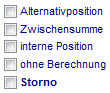 Alternativposition
Zwischensumme
interne Position
ohne Berechnung
Storno